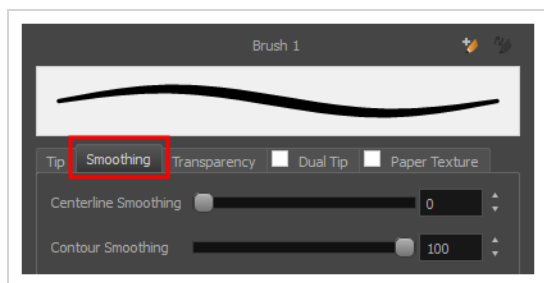 Brush 1
Tip Smoothing Transparency Dual Tip Paper Texture
Centerline Smoothing 0
Contour Smoothing 100